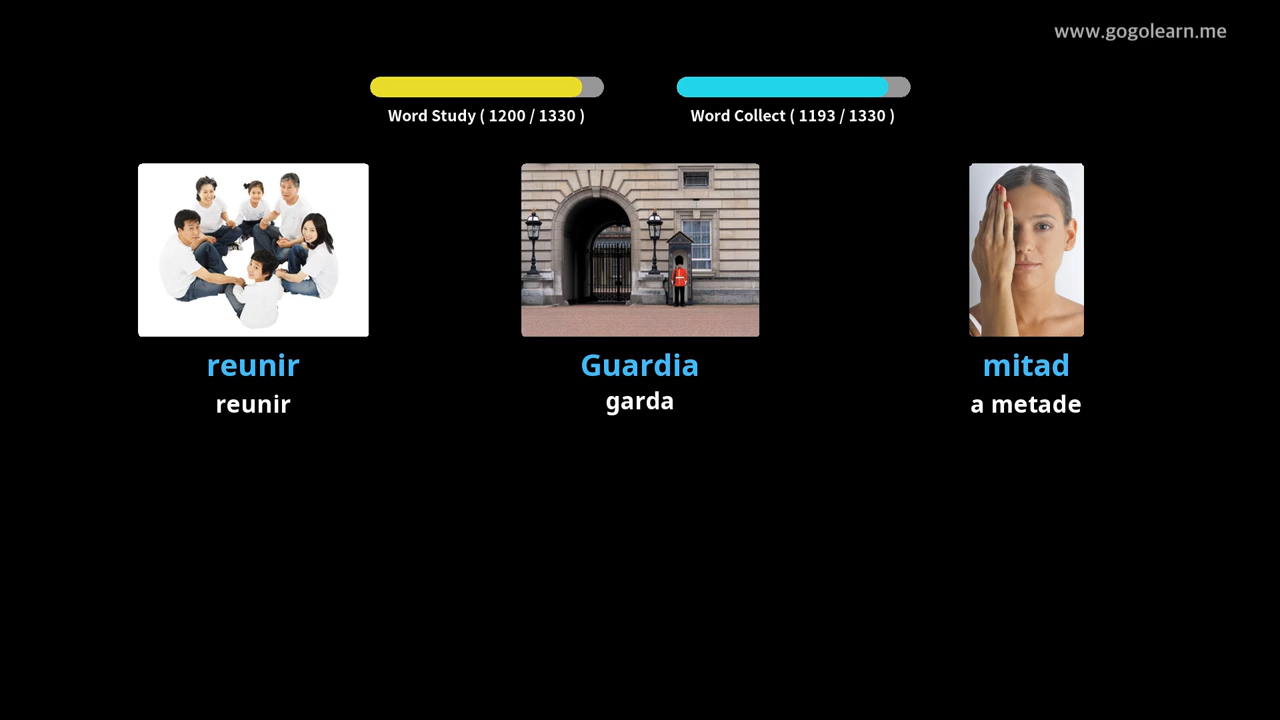 www.gogolearn.me
Word Study ( 1200 / 1330 )
Word Collect ( 1193 / 1330 )
reunir
reunir
Guardia
garda
mitad
a metade